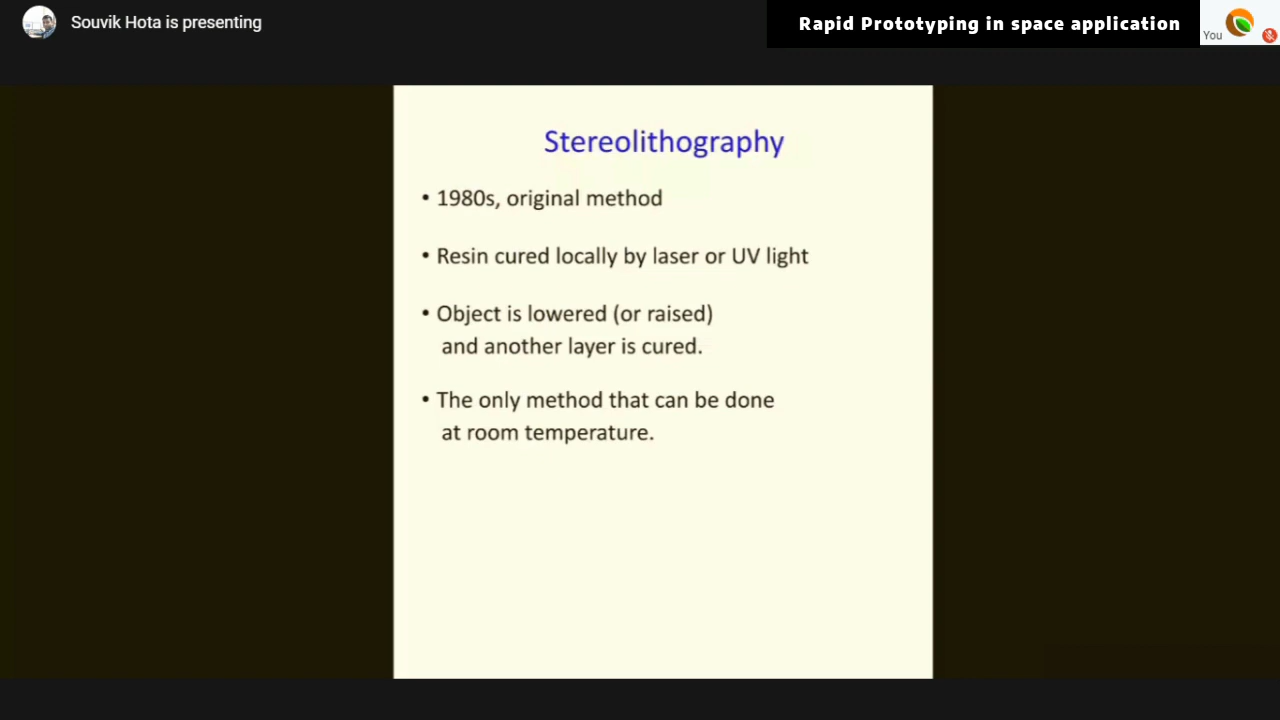 Souvik Hota is presenting
Rapid Prototyping in space application
You
Stereolithography
• 1980s, original method
• Resin cured locally by laser or UV light
• Object is lowered (or raised)
and another layer is cured.
• The only method that can be done
at room temperature.